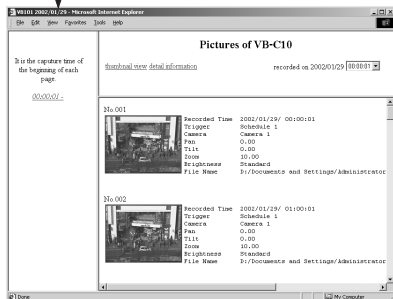 VB101 2002/01/29 - Microsoft Internet Explorer
File Edit View Favorites Tools Help
It is the caputure time of
the beginning of each
page.
00:00:01 -
Pictures of VB-C10
thumbnail view detail information recorded on 2002/01/29 00:00:01
No.001
Recorded Time 2002/01/29/ 00:00:01
Trigger Schedule 1
Camera Camera 1
Pan 0.00
Tilt 0.00
Zoom 10.00
Brightness Standard
File Name D:/Documents and Settings/Administrator
No.002
Recorded Time 2002/01/29/ 01:00:01
Trigger Schedule 1
Camera Camera 1
Pan 0.00
Tilt 0.00
Zoom 10.00
Brightness Standard
File Name D:/Documents and Settings/Administrator
Done My Computer